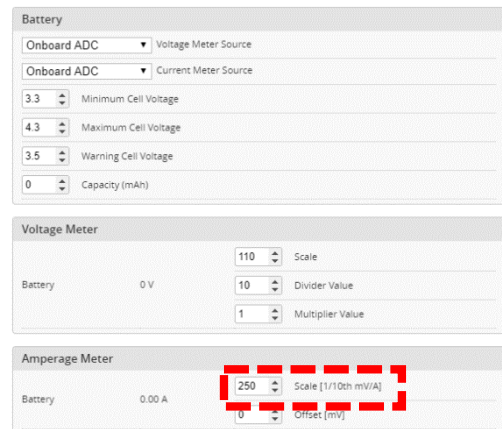 Battery
Onboard ADC Voltage Meter Source
Onboard ADC Current Meter Source
3.3 Minimum Cell Voltage
4.3 Maximum Cell Voltage
3.5 Warning Cell Voltage
0 Capacity (mAh)
Voltage Meter
110 Scale
Battery 0 V 10 Divider Value
1 Multiplier Value
Amperage Meter
250 Scale [1/10th mV/A]
Battery 0.00 A
0 Offset [mV]